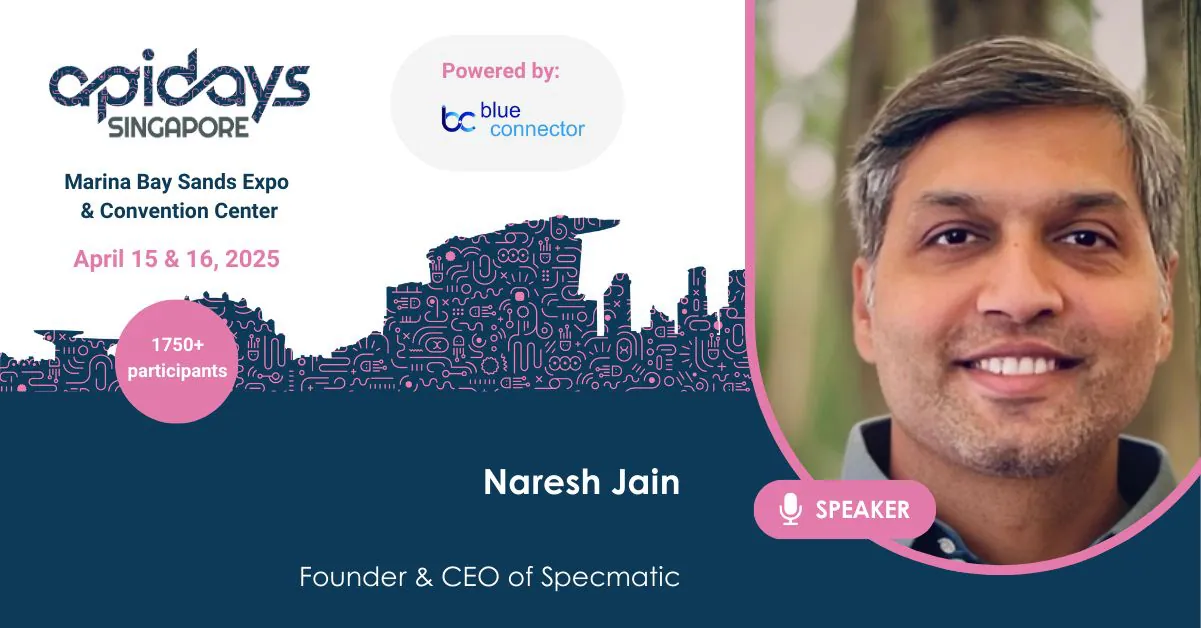 apidays
SINGAPORE
Marina Bay Sands Expo
& Convention Center
April 15 & 16, 2025
1750+
participants
Powered by:
bc blue
connector
Naresh Jain
Founder & CEO of Specmatic
SPEAKER